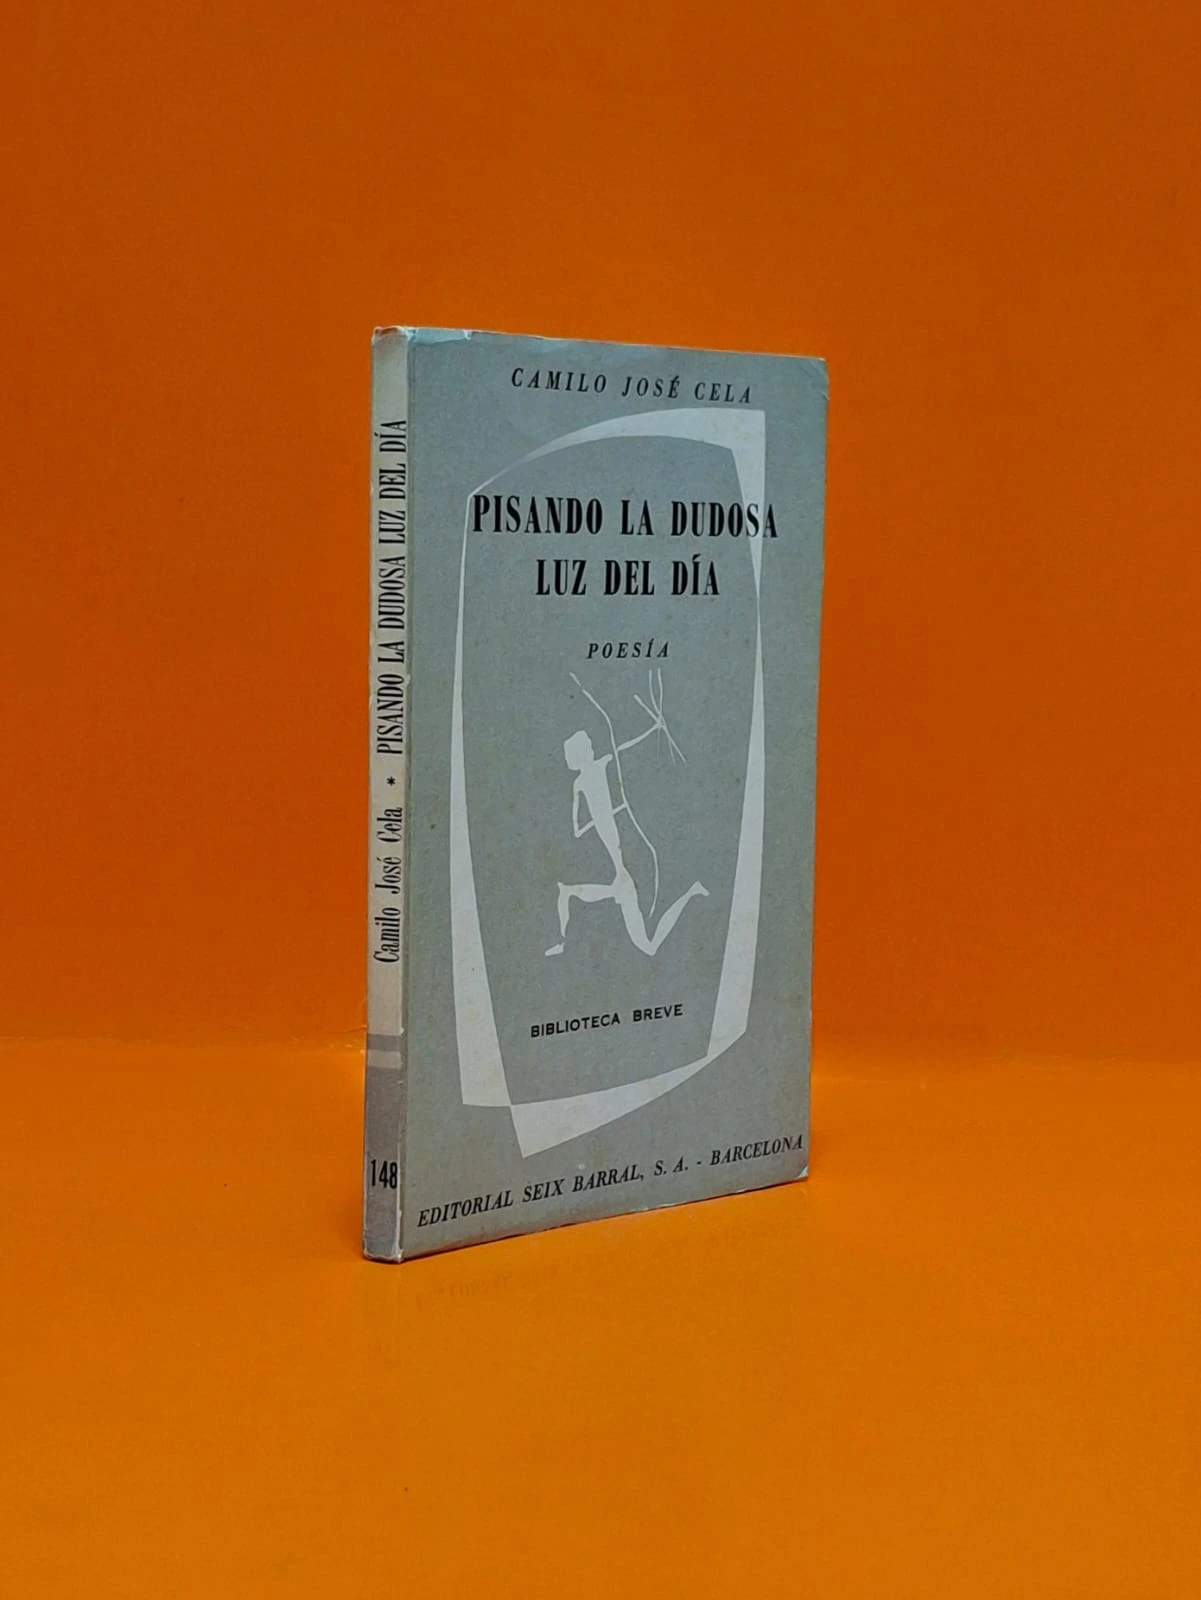 CAMILO JOSÉ CELA
PISANDO LA DUDOSA
LUZ DEL DÍA
POESÍA
BIBLIOTECA BREVE
EDITORIAL SEIX BARRAL, S. A. - BARCELONA
Camilo José Cela * PISANDO LA DUDOSA LUZ DEL DÍA
148